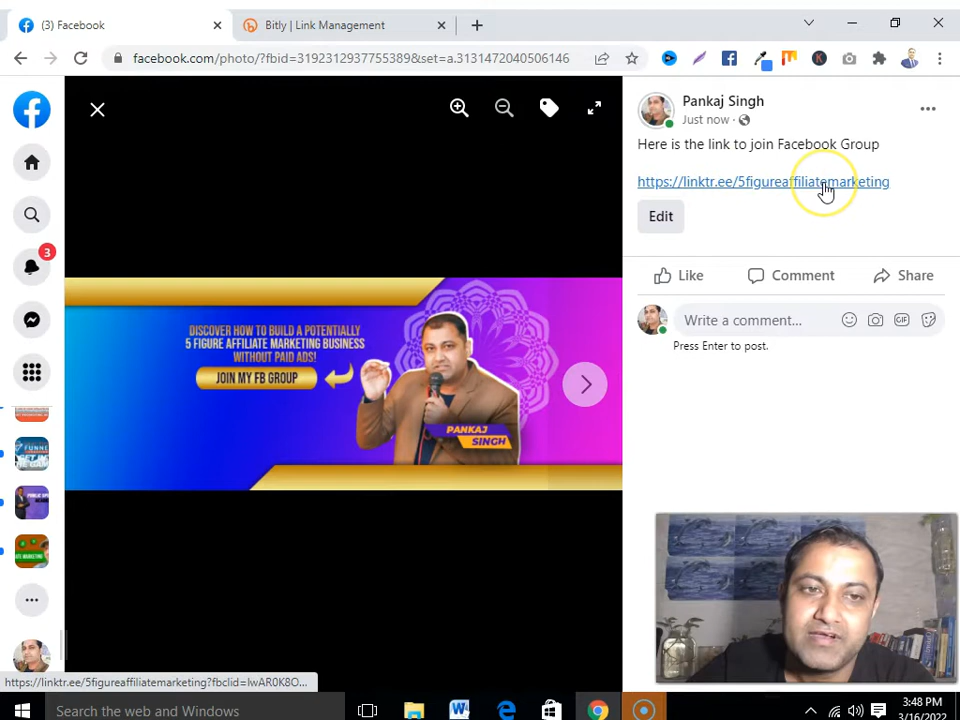 (3) Facebook
Bitly | Link Management
facebook.com/photo/?fbid=3192312937755389&set=a.3131472040506146
Pankaj Singh
Just now
Here is the link to join Facebook Group
https://linktr.ee/5figureaffiliatemarketing
Edit
Like
Comment
Share
Write a comment...
GIF
Press Enter to post.
3
DISCOVER HOW TO BUILD A POTENTIALLY
5 FIGURE AFFILIATE MARKETING BUSINESS
WITHOUT PAID ADS!
JOIN MY FB GROUP
PANKAJ
SINGH
https://linktr.ee/5figureaffiliatemarketing?fbclid=IwAR0K8O...
Search the web and Windows
3:48 PM
3/16/2022